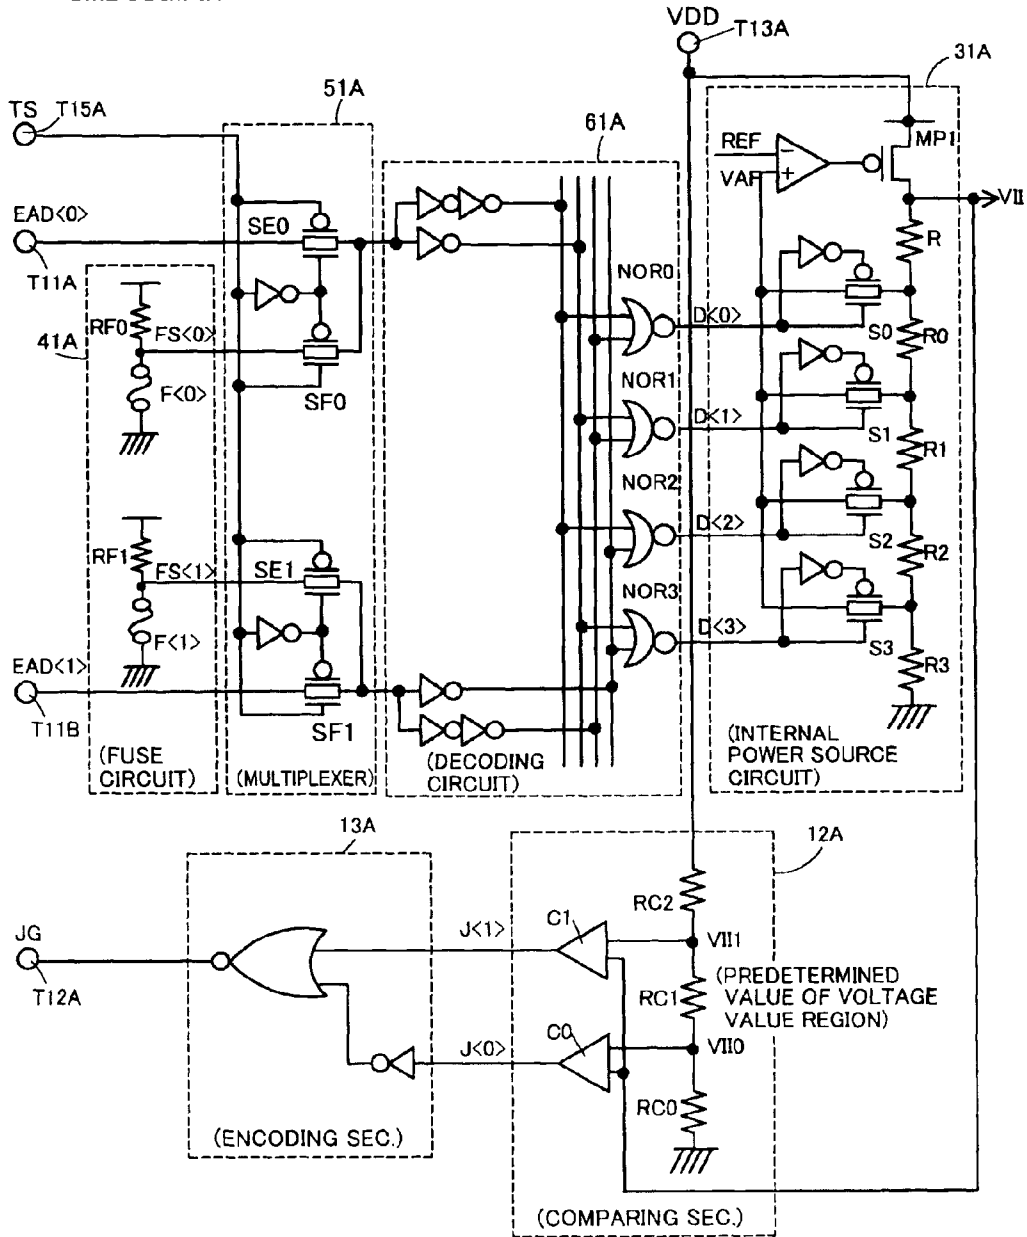 VDD
T13A
31A
TS
T15A
51A
61A
REF
MP1
VAF
VII
EAD<0>
SE0
R
T11A
NOR0
RF0
FS<0>
D<0>
S0
R0
41A
F<0>
SF0
NOR1
D<1>
S1
R1
NOR2
D<2>
S2
R2
RF1
FS<1>
SE1
NOR3
D<3>
S3
R3
F<1>
EAD<1>
T11B
SF1
(FUSE
CIRCUIT)
(MULTIPLEXER)
(DECODING
CIRCUIT)
(INTERNAL
POWER SOURCE
CIRCUIT)
13A
12A
RC2
JG
T12A
J<1>
C1
VII1
RC1
(PREDETERMINED
VALUE OF VOLTAGE
VALUE REGION)
J<0>
C0
VII0
RC0
(ENCODING SEC.)
(COMPARING SEC.)